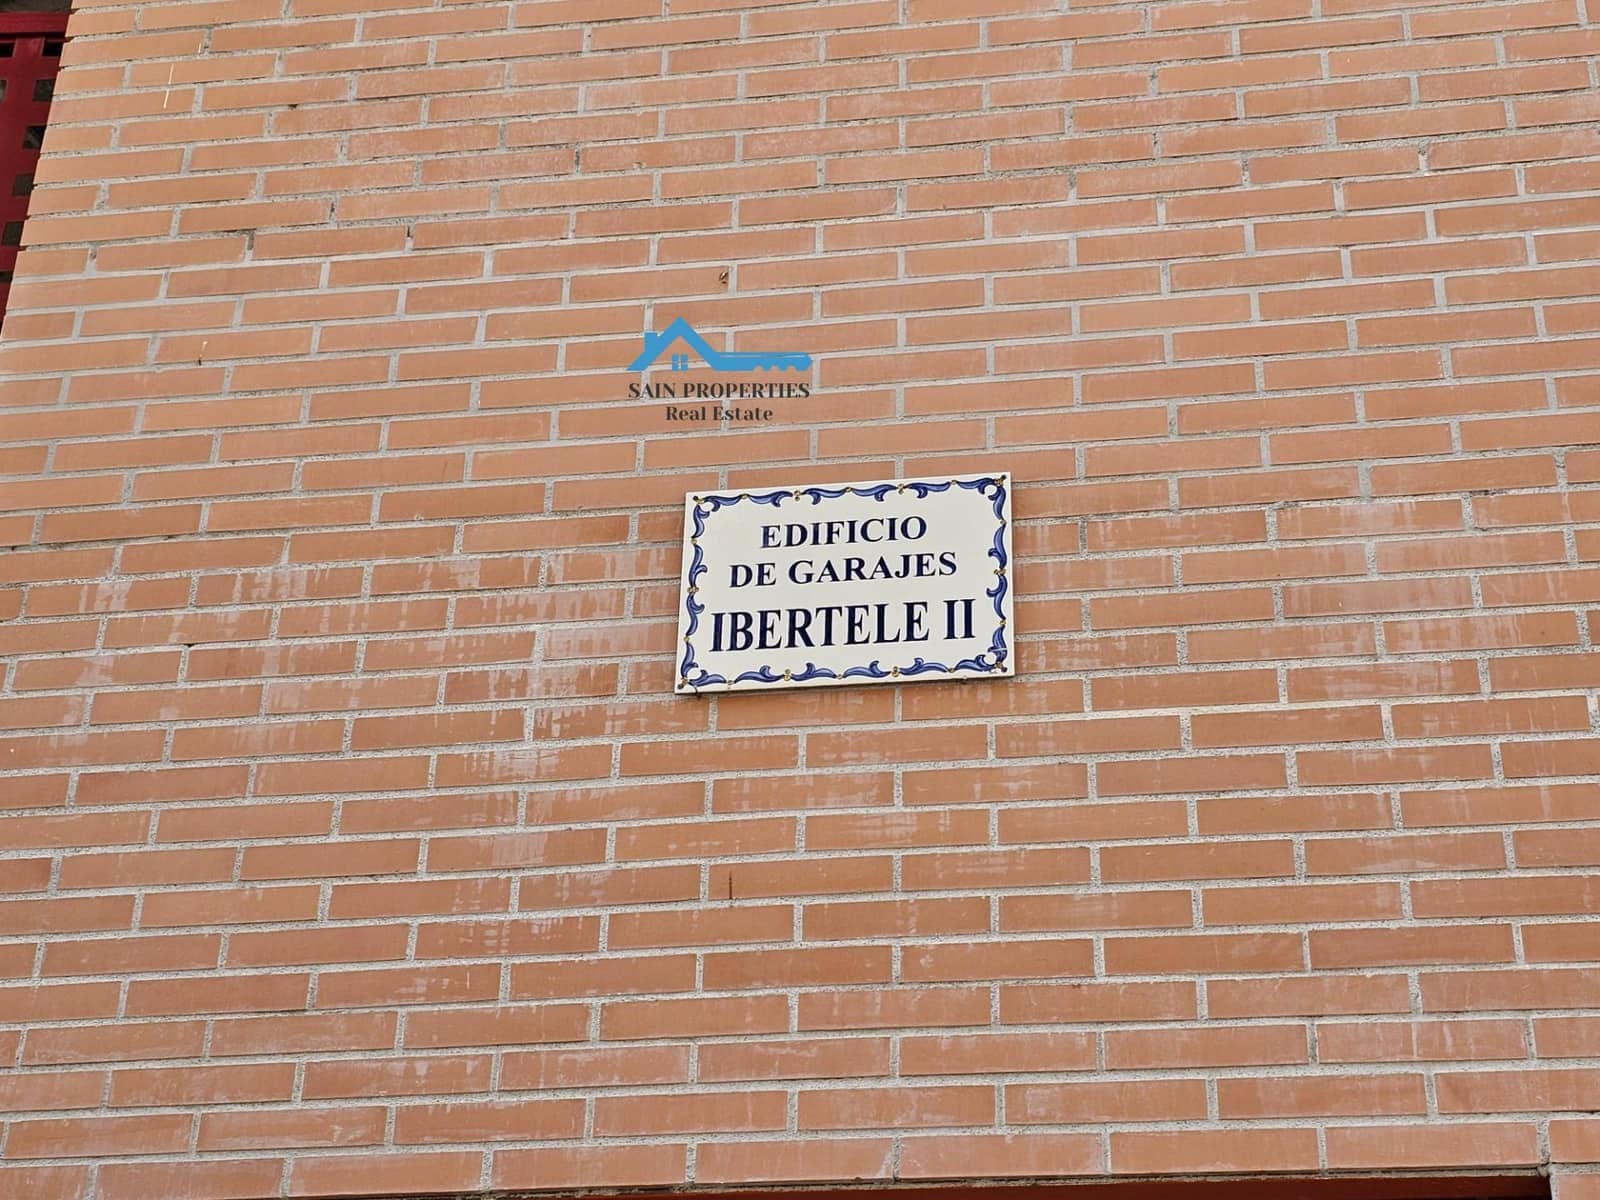 SAIN PROPERTIES
Real Estate
EDIFICIO
DE GARAJES
IBERTELE II